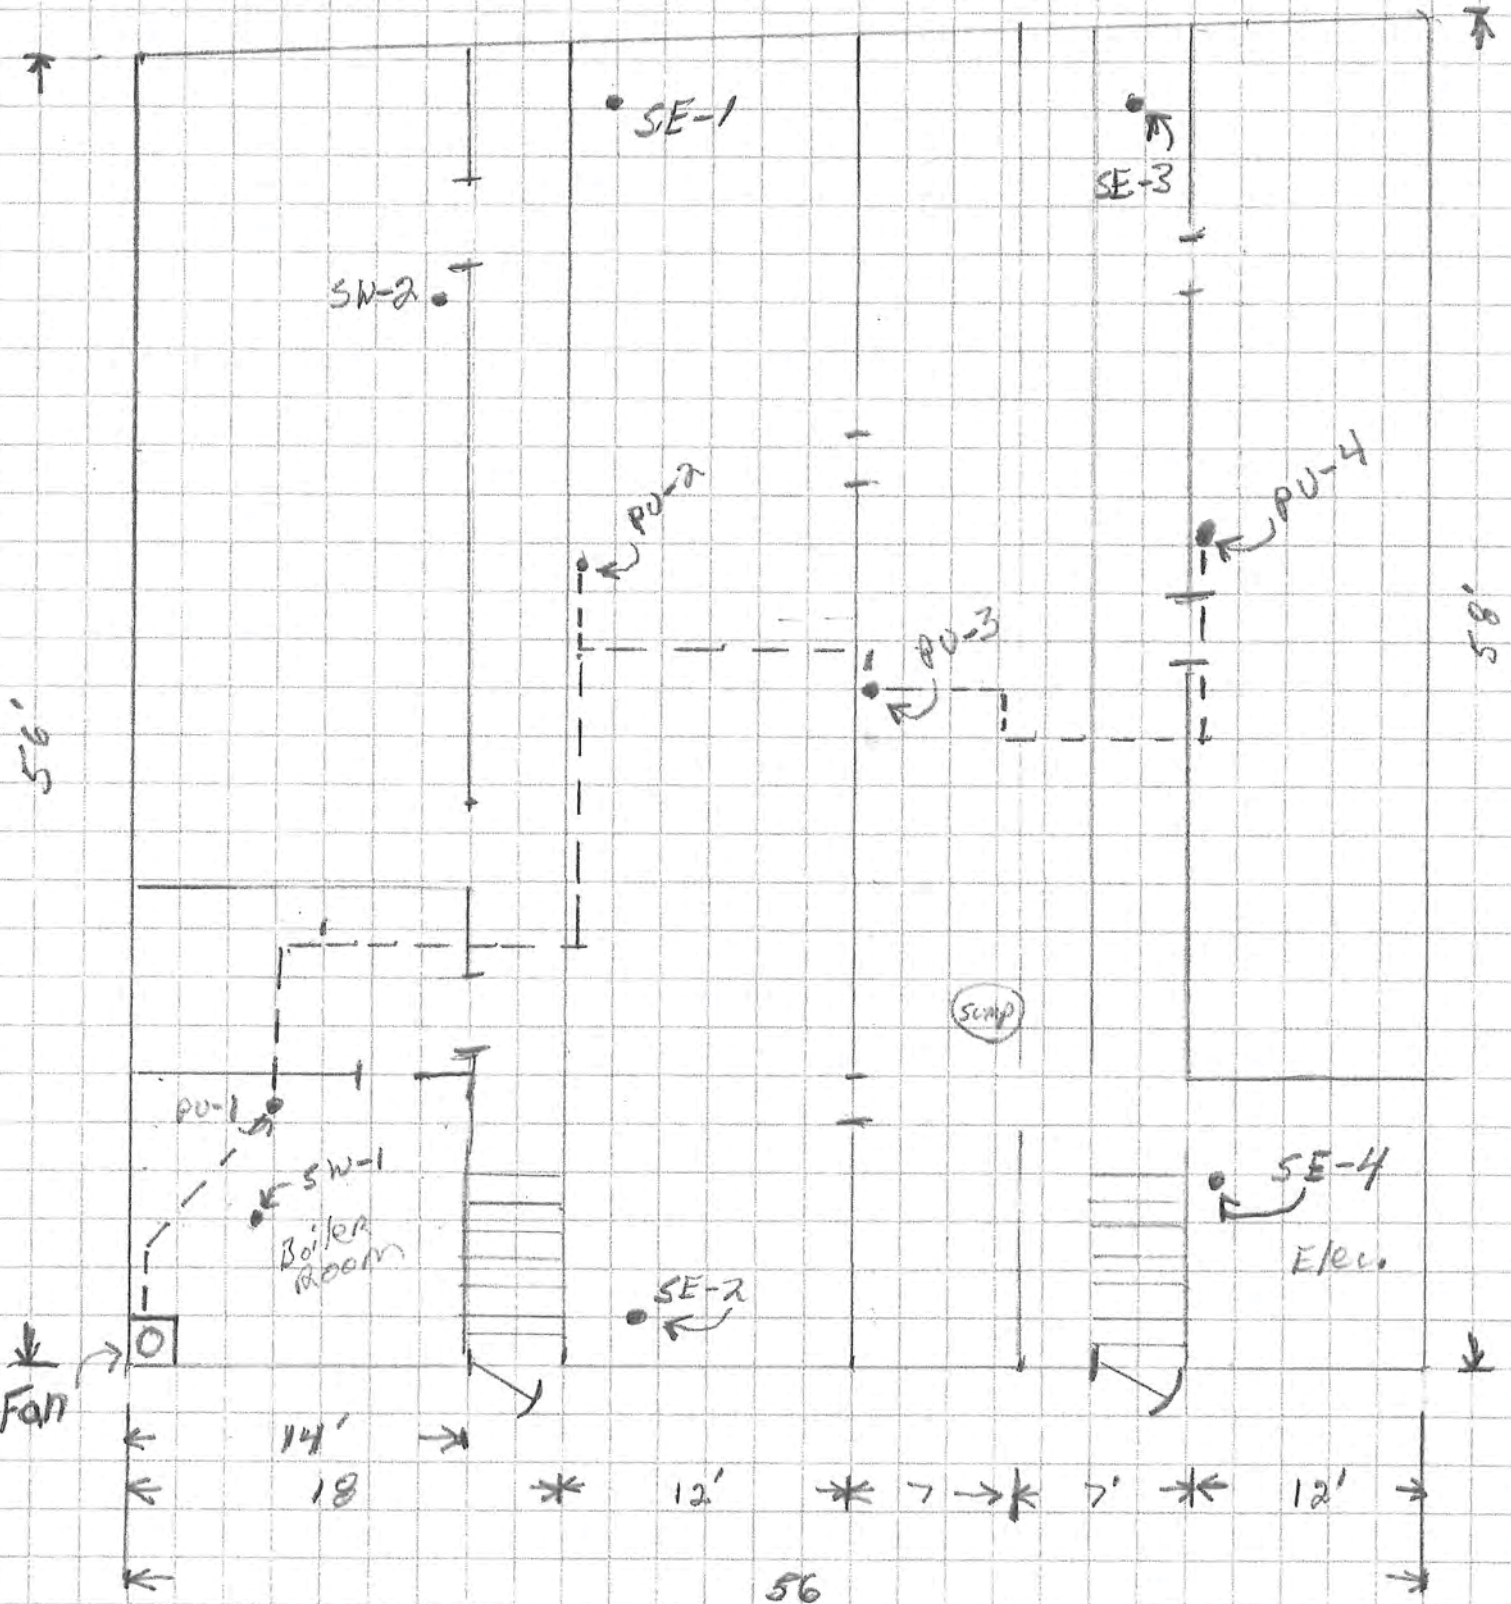 SE-1
SE-3
SW-2
PU-2
PU-4
PU-3
58'
56'
Sump
PU-1
SW-1
Boiler
Room
SE-4
Elec.
SE-2
Fan
14'
18
12'
7
7'
12'
56